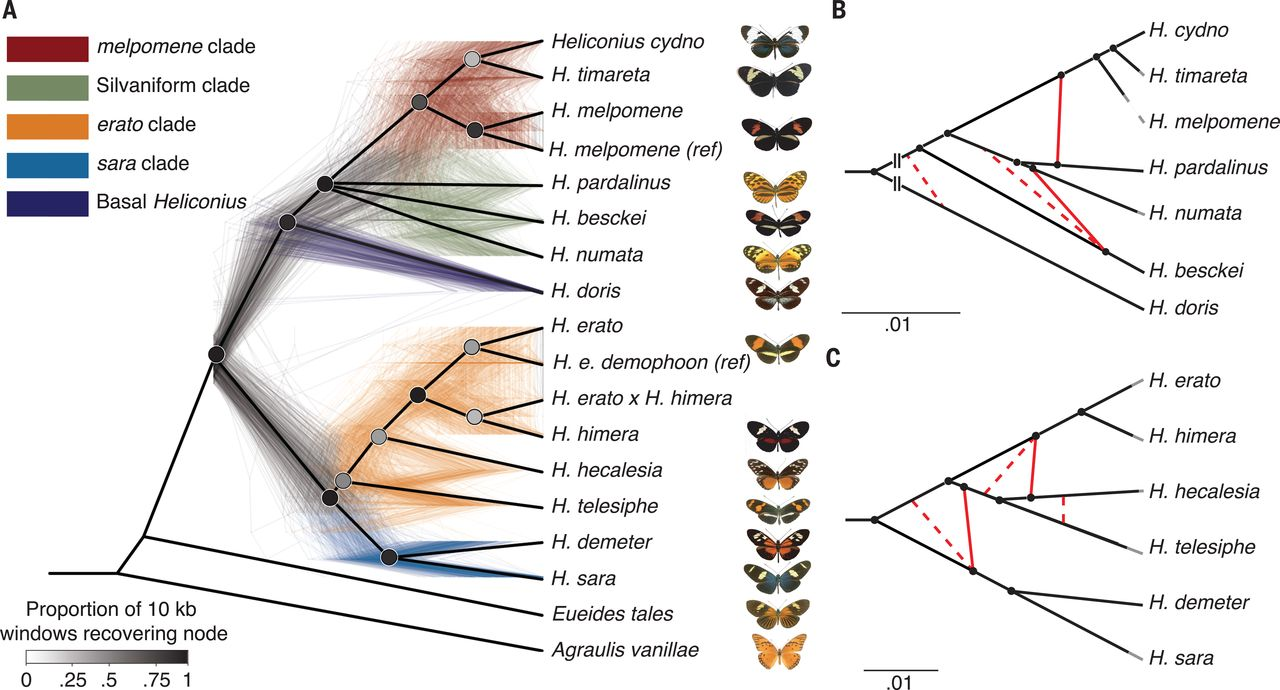 A
melpomene clade
Silvaniform clade
erato clade
sara clade
Basal Heliconius
Heliconius cydno
H. timareta
H. melpomene
H. melpomene (ref)
H. pardalinus
H. besckei
H. numata
H. doris
H. erato
H. e. demophoon (ref)
H. erato x H. himera
H. himera
H. hecalesia
H. telesiphe
H. demeter
H. sara
Eueides tales
Agraulis vanillae
Proportion of 10 kb
windows recovering node
0 .25 .5 .75 1
B
H. cydno
H. timareta
H. melpomene
H. pardalinus
H. numata
H. besckei
H. doris
.01
C
H. erato
H. himera
H. hecalesia
H. telesiphe
H. demeter
H. sara
.01